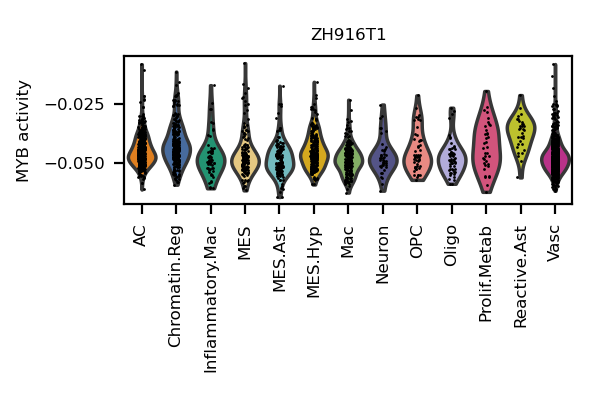 ZH916T1
MYB activity
−0.025
−0.050
AC
Chromatin.Reg
Inflammatory.Mac
MES
MES.Ast
MES.Hyp
Mac
Neuron
OPC
Oligo
Prolif.Metab
Reactive.Ast
Vasc